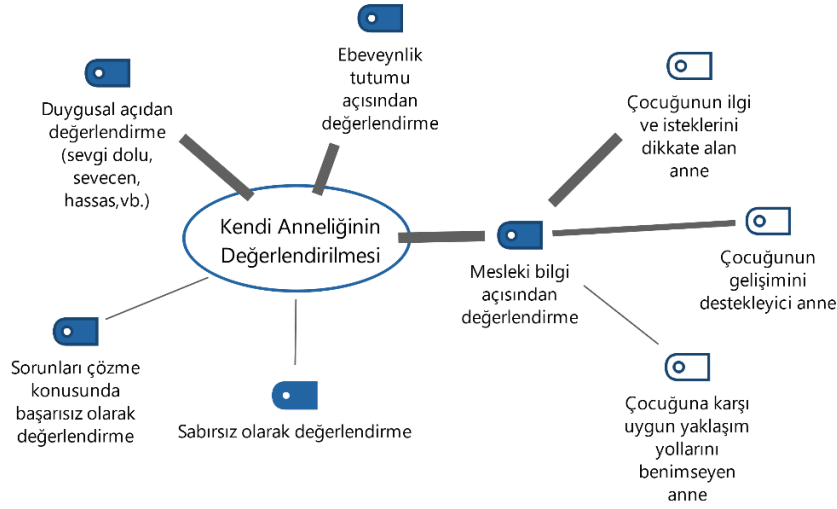 Duygusal açıdan
değerlendirme
(sevgi dolu,
sevecen,
hassas,vb.)
Ebeveynlik
tutumu
açısından
değerlendirme
Çocuğunun ilgi
ve isteklerini
dikkate alan
anne
Kendi Anneliğinin
Değerlendirilmesi
Mesleki bilgi
açısından
değerlendirme
Çocuğunun
gelişimini
destekleyici anne
Sorunları çözme
konusunda
başarısız olarak
değerlendirme
Sabırsız olarak değerlendirme
Çocuğuna karşı
uygun yaklaşım
yollarını
benimseyen
anne